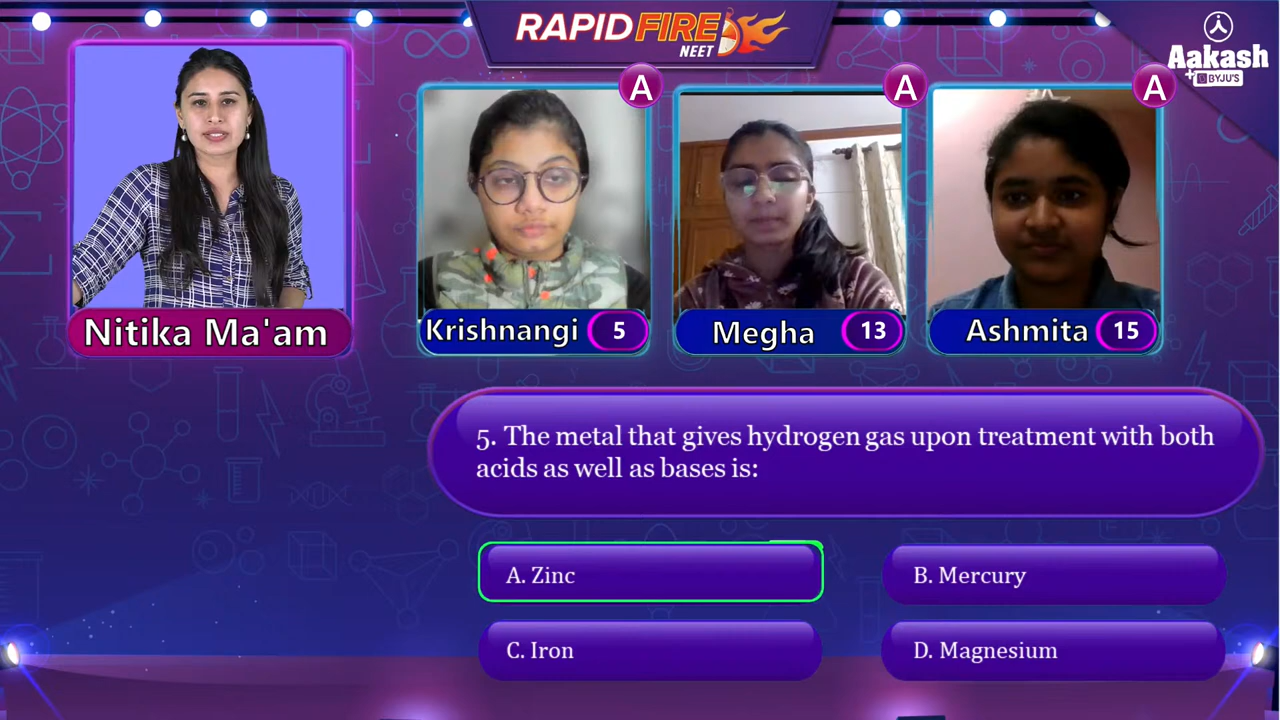 RAPID FIRE
NEET
Aakash
+ BYJU'S
A
A
A
Nitika Ma'am
Krishnangi 5
Megha 13
Ashmita 15
5. The metal that gives hydrogen gas upon treatment with both
acids as well as bases is:
A. Zinc
B. Mercury
C. Iron
D. Magnesium